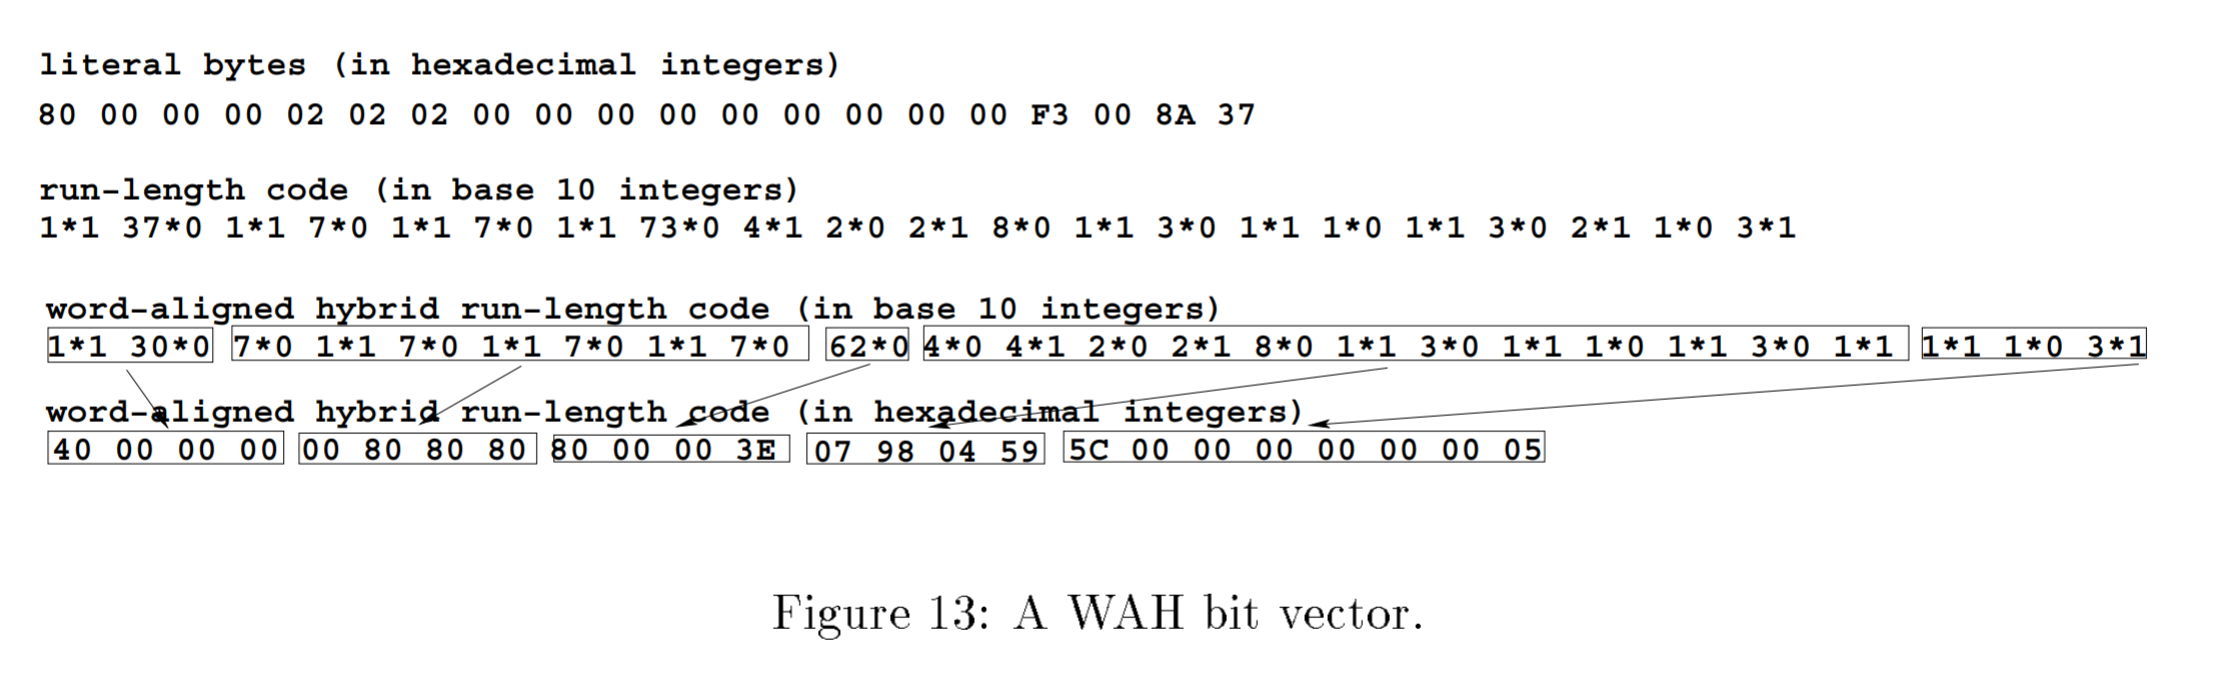 literal bytes (in hexadecimal integers)
80 00 00 00 02 02 02 00 00 00 00 00 00 00 00 00 F3 00 8A 37
run-length code (in base 10 integers)
1*1 37*0 1*1 7*0 1*1 7*0 1*1 73*0 4*1 2*0 2*1 8*0 1*1 3*0 1*1 1*0 1*1 3*0 2*1 1*0 3*1
word-aligned hybrid run-length code (in base 10 integers)
1*1 30*0 7*0 1*1 7*0 1*1 7*0 1*1 7*0 62*0 4*0 4*1 2*0 2*1 8*0 1*1 3*0 1*1 1*0 1*1 3*0 1*1 1*1 1*0 3*1
word-aligned hybrid run-length code (in hexadecimal integers)
40 00 00 00 00 80 80 80 80 00 00 3E 07 98 04 59 5C 00 00 00 00 00 00 05
Figure 13: A WAH bit vector.